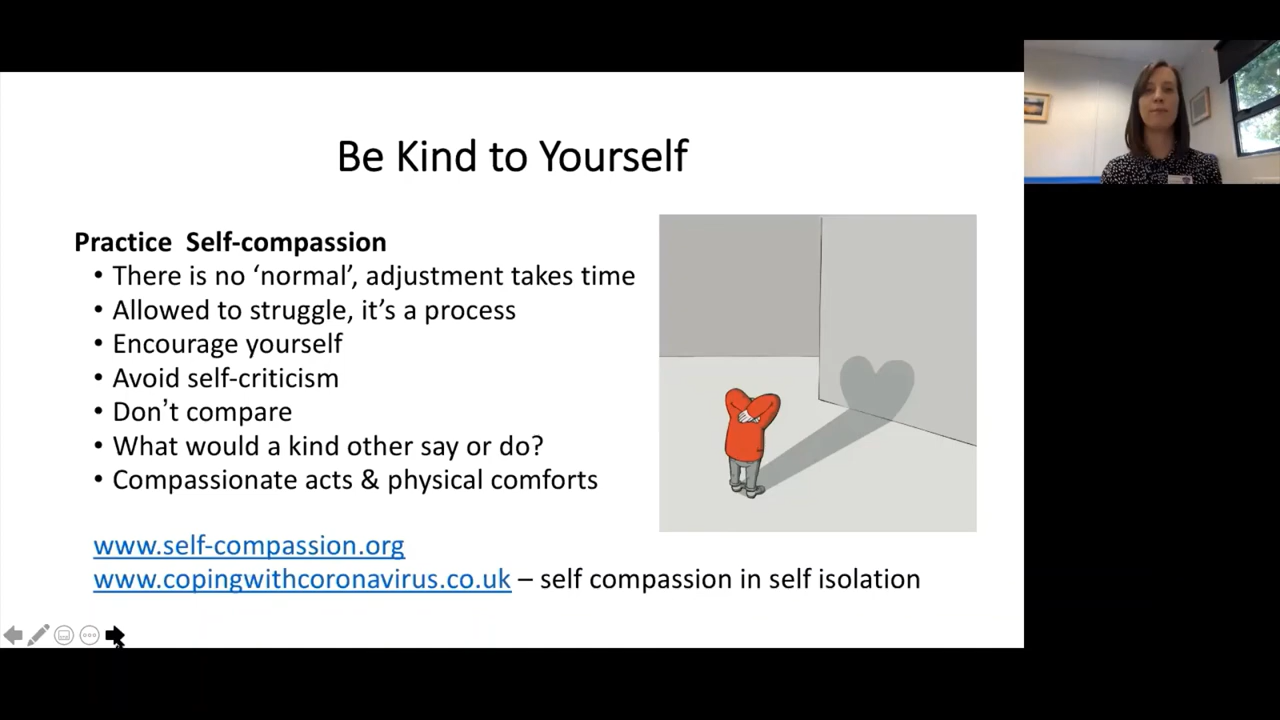 Be Kind to Yourself
Practice  Self-compassion
• There is no ‘normal’, adjustment takes time
• Allowed to struggle, it’s a process
• Encourage yourself
• Avoid self-criticism
• Don’t compare
• What would a kind other say or do?
• Compassionate acts & physical comforts
www.self-compassion.org
www.copingwithcoronavirus.co.uk – self compassion in self isolation